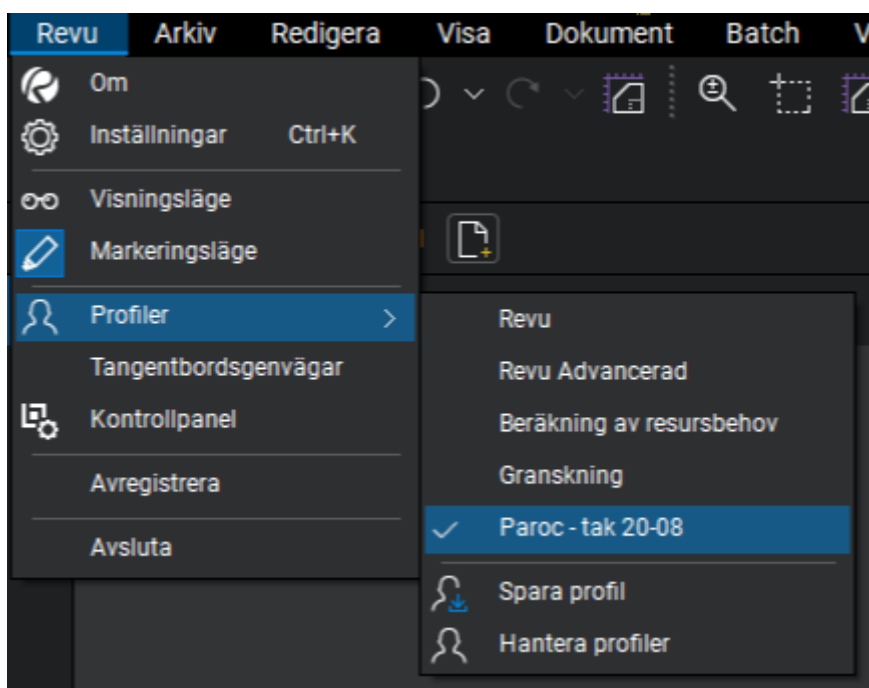 Revu Arkiv Redigera Visa Dokument Batch V
Om
Inställningar Ctrl+K
Visningsläge
Markeringsläge
Profiler
Tangentbordsgenvägar
Kontrollpanel
Avregistrera
Avsluta
Revu
Revu Advancerad
Beräkning av resursbehov
Granskning
Paroc - tak 20-08
Spara profil
Hantera profiler